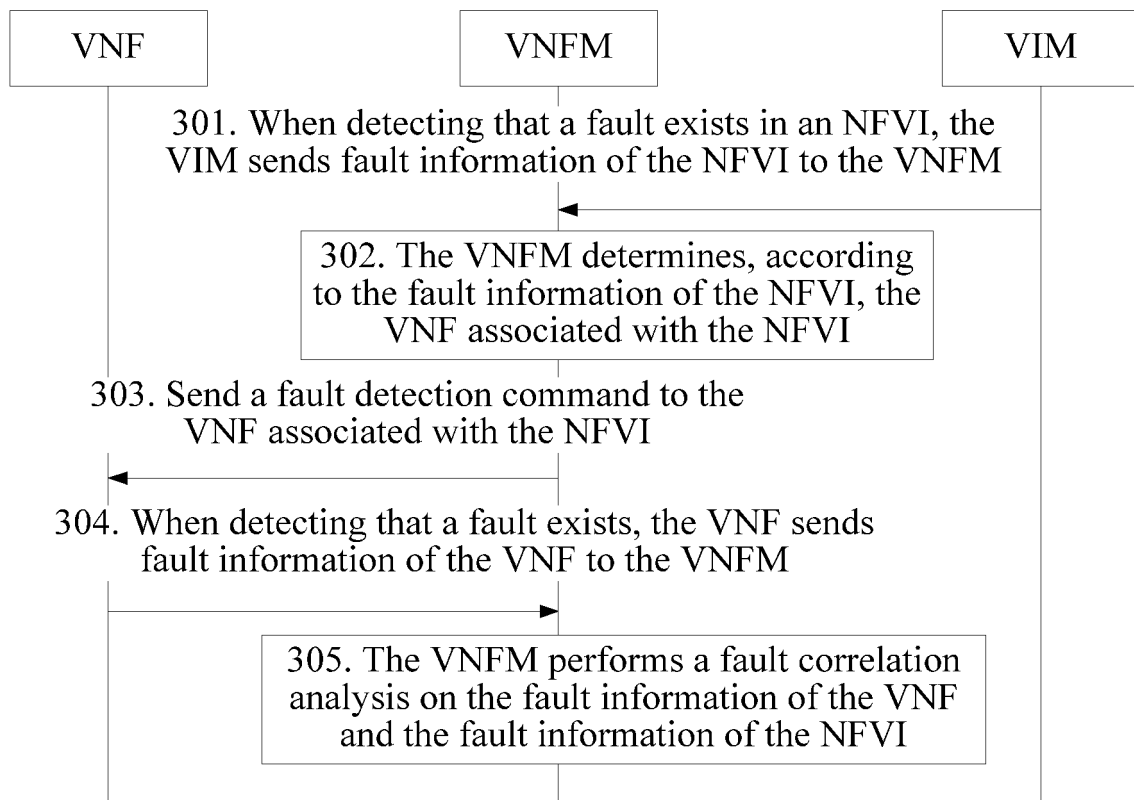 VNF
VNFM
VIM
301. When detecting that a fault exists in an NFVI, the
VIM sends fault information of the NFVI to the VNFM
302. The VNFM determines, according
to the fault information of the NFVI, the
VNF associated with the NFVI
303. Send a fault detection command to the
VNF associated with the NFVI
304. When detecting that a fault exists, the VNF sends
fault information of the VNF to the VNFM
305. The VNFM performs a fault correlation
analysis on the fault information of the VNF
and the fault information of the NFVI